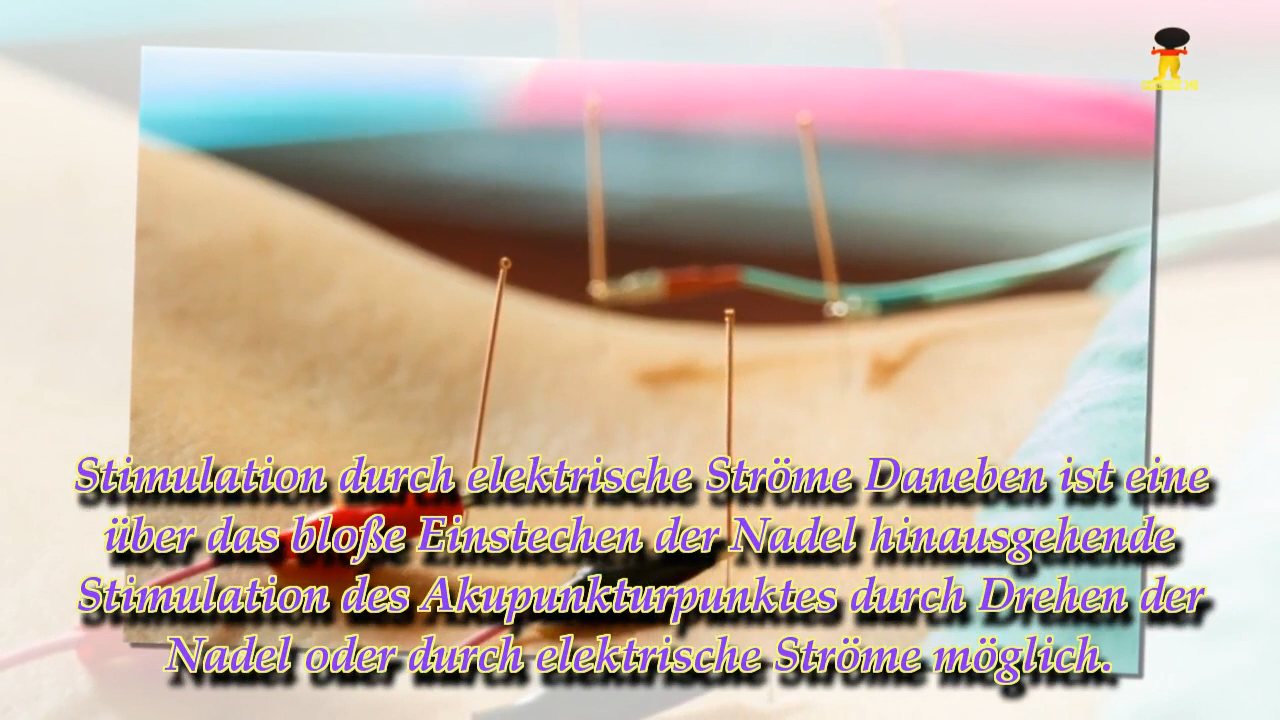 Stimulation durch elektrische Ströme Daneben ist eine
über das bloße Einstechen der Nadel hinausgehende
Stimulation des Akupunkturpunktes durch Drehen der
Nadel oder durch elektrische Ströme möglich.